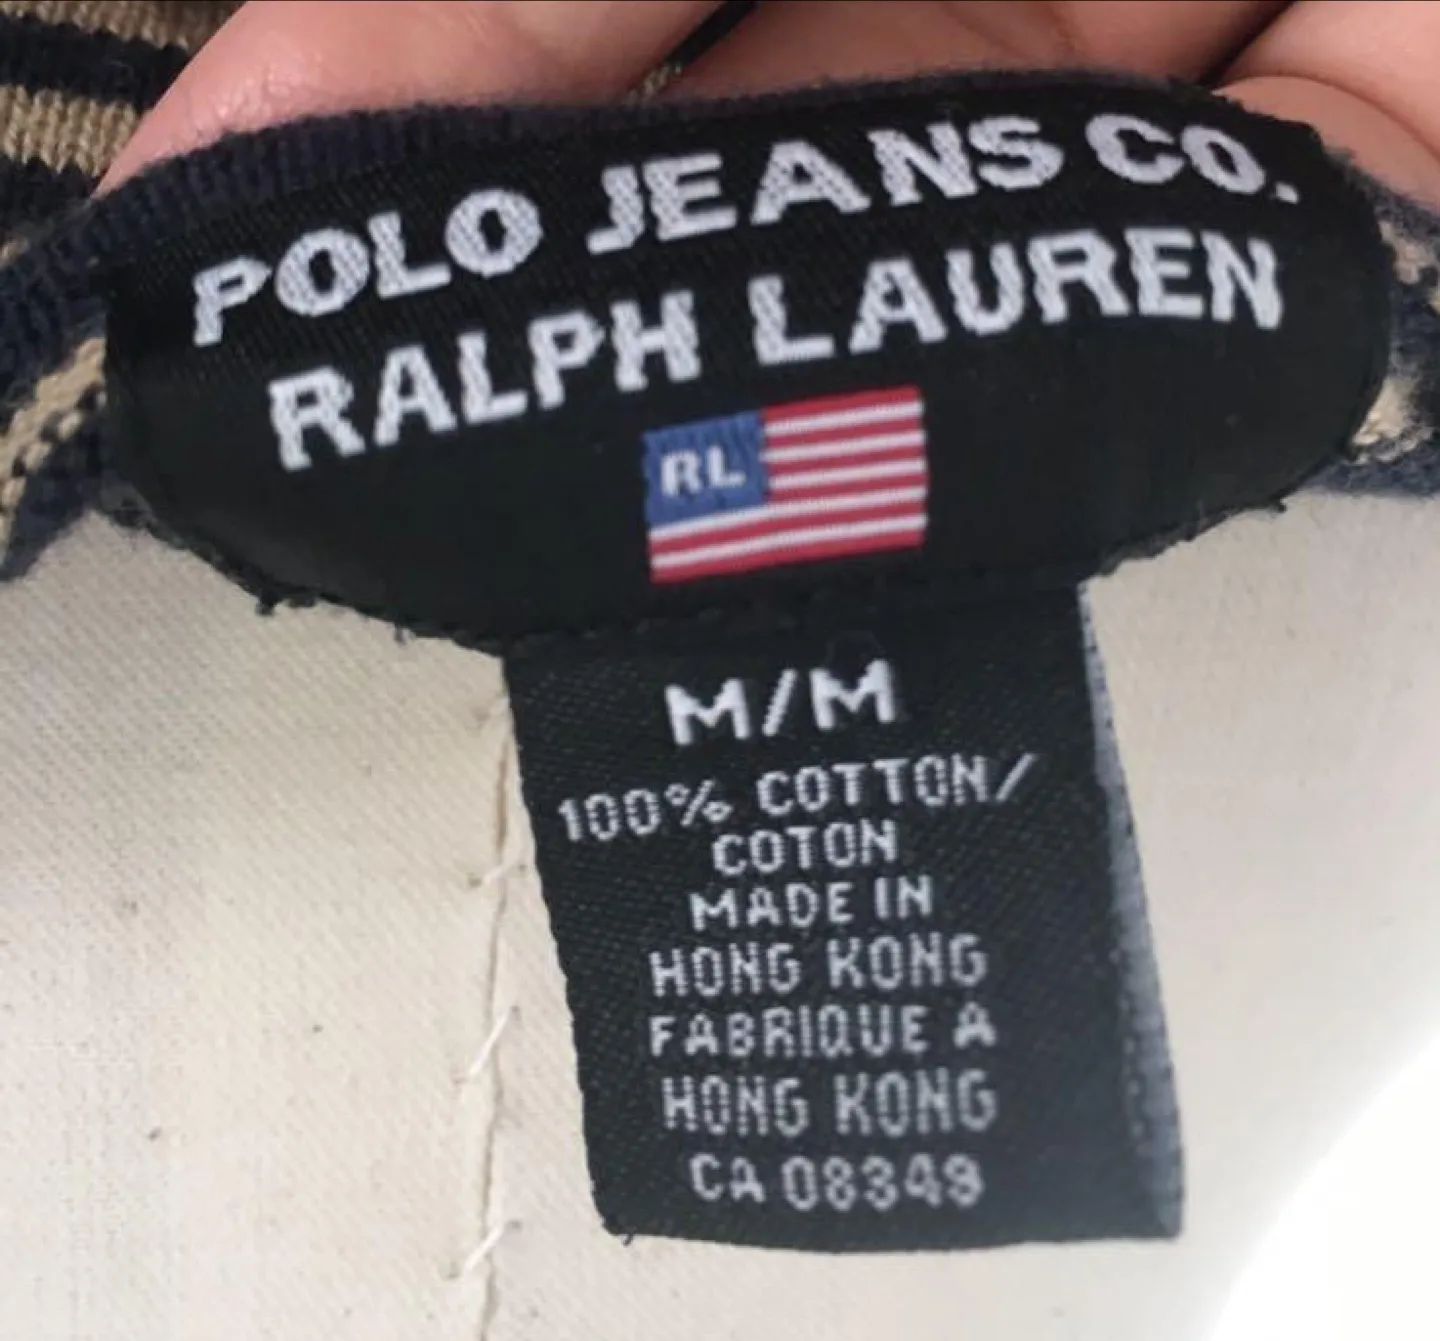 POLO JEANS CO.
RALPH LAUREN
RL
M/M
100% COTTON/
COTON
MADE IN
HONG KONG
FABRIQUE A
HONG KONG
CA 08349